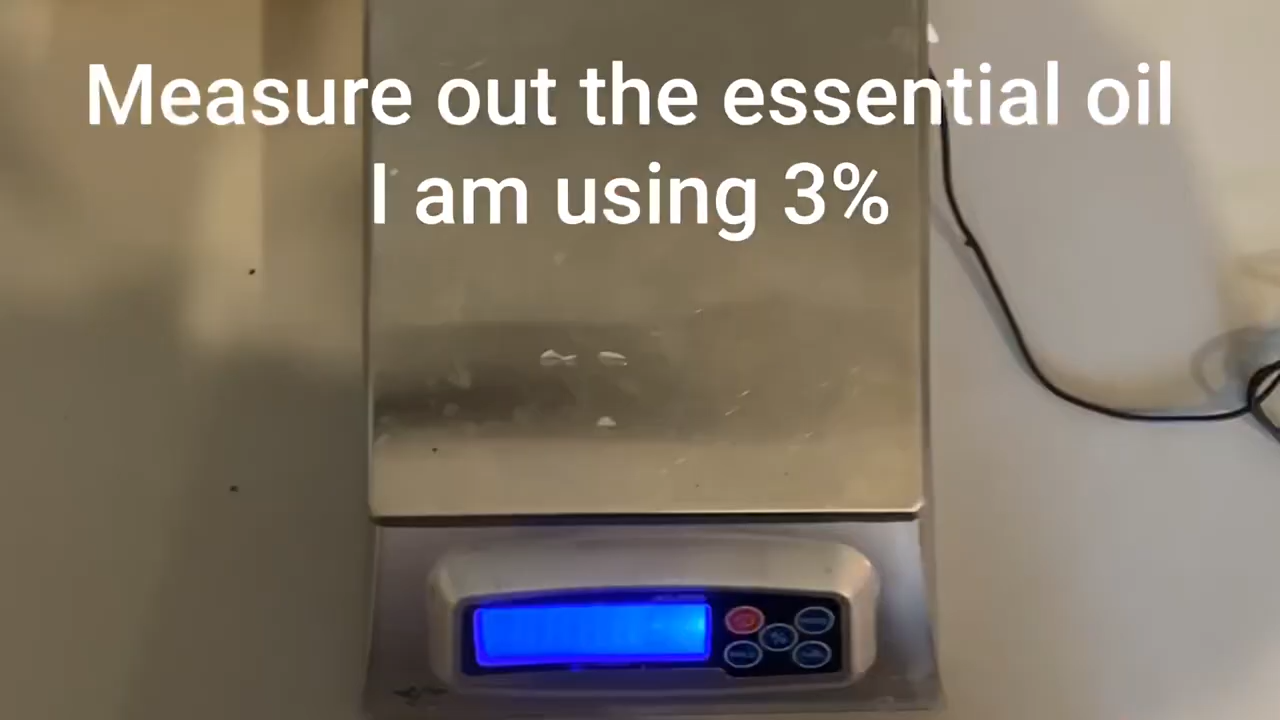 Measure out the essential oil
I am using 3%